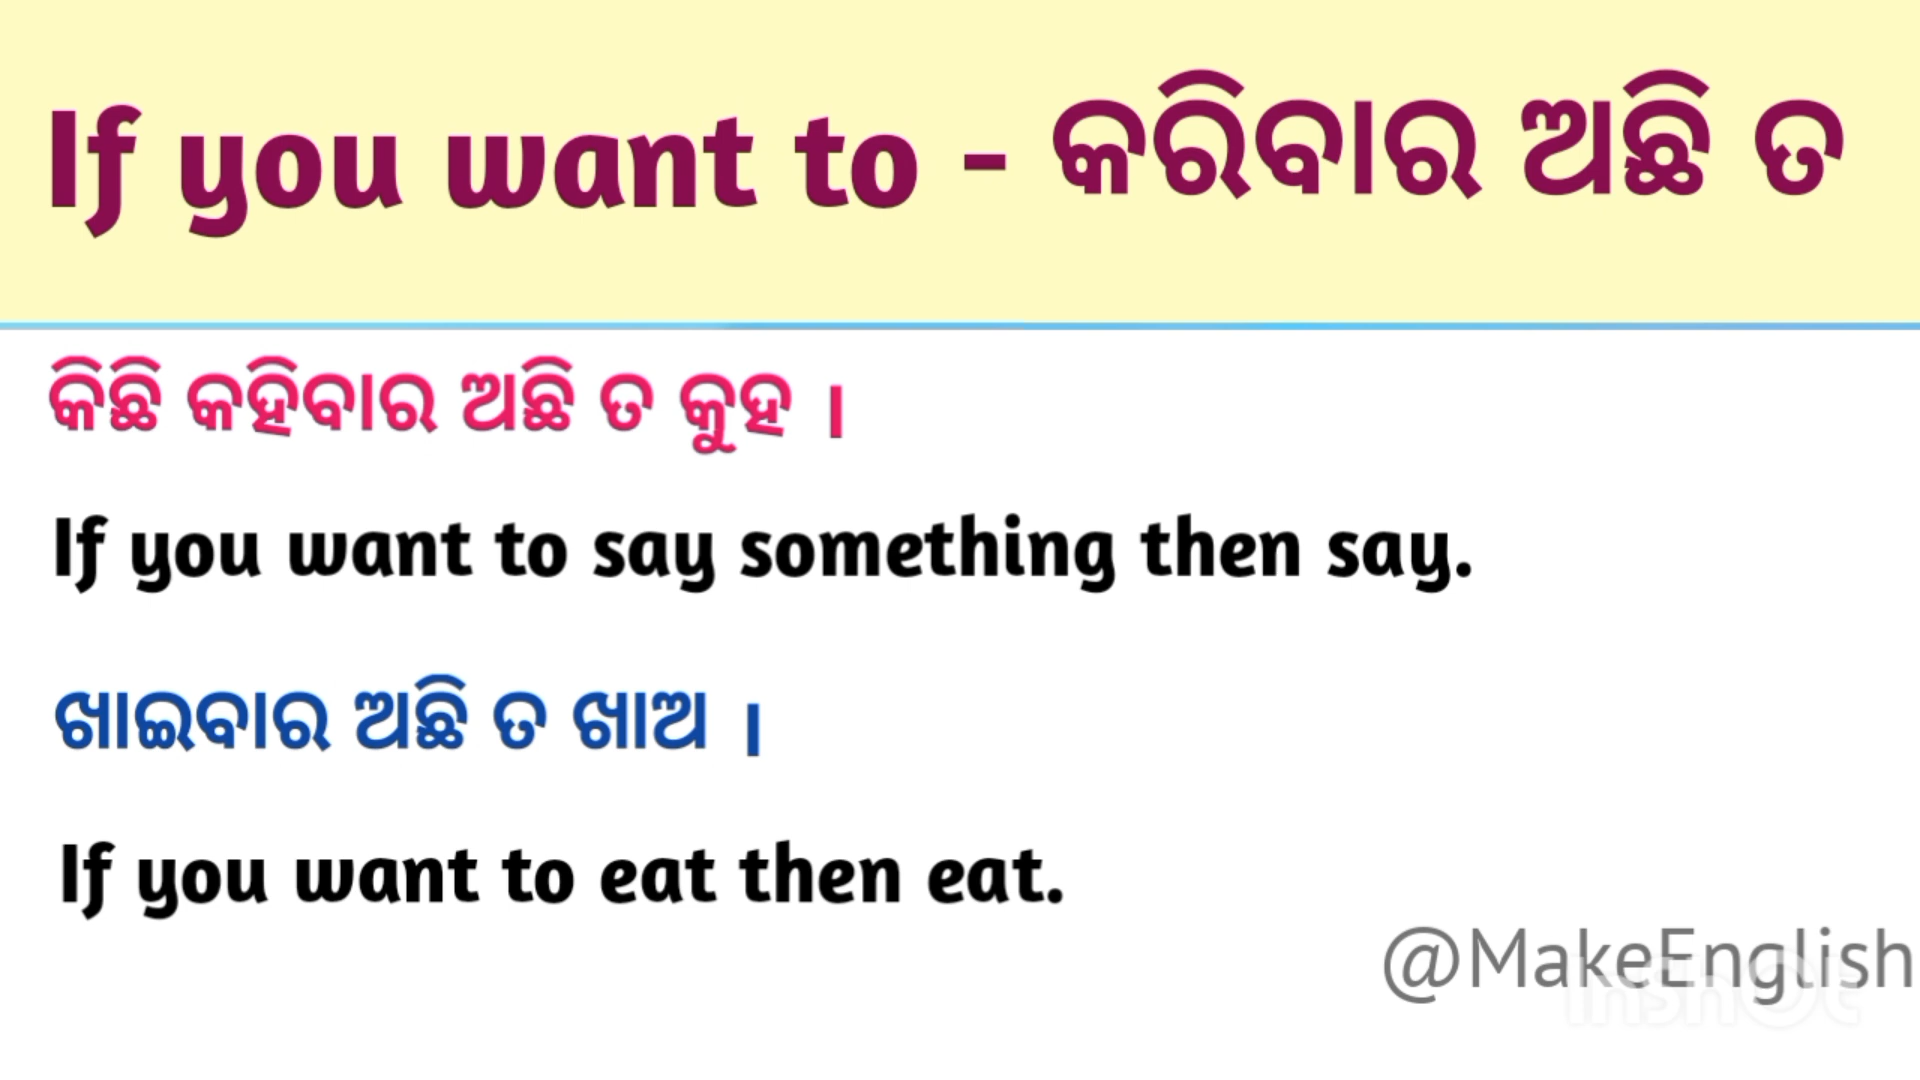 If you want to - କରିବାର ଅଛି ତ
କିଛି କହିବାର ଅଛି ତ କୁହ ।
If you want to say something then say.
ଖାଇବାର ଅଛି ତ ଖାଅ ।
If you want to eat then eat.
@MakeEnglish
InShOt